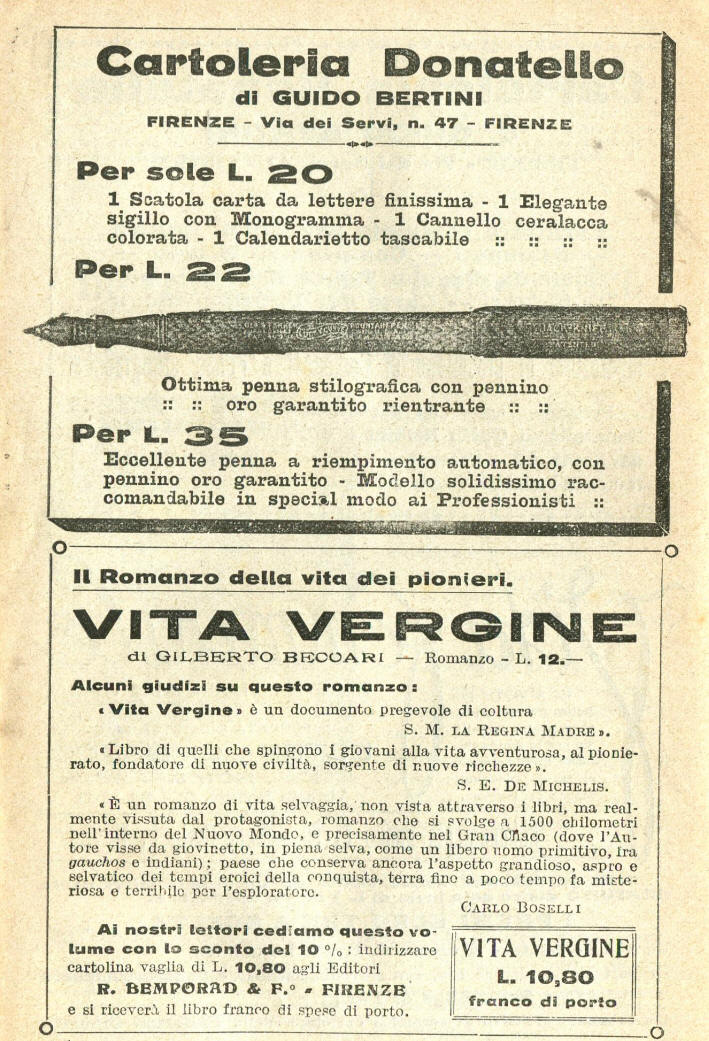 Cartoleria Donatello
di GUIDO BERTINI
FIRENZE - Via dei Servi, n. 47 - FIRENZE
Per sole L. 20
1 Scatola carta da lettere finissima - 1 Elegante
sigillo con Monogramma - 1 Cannello ceralacca
colorata - 1 Calendarietto tascabile :: :: :: ::
Per L. 22
Ottima penna stilografica con pennino
:: :: oro garantito rientrante :: ::
Per L. 35
Eccellente penna a riempimento automatico, con
pennino oro garantito - Modello solidissimo rac-
comandabile in special modo ai Professionisti ::
Il Romanzo della vita dei pionieri.
VITA VERGINE
di GILBERTO BECCARI — Romanzo - L. 12.—
Alcuni giudizi su questo romanzo:
« Vita Vergine » è un documento pregevole di coltura
S. M. LA REGINA MADRE ».
« Libro di quelli che spingono i giovani alla vita avventurosa, al pionie-
rato, fondatore di nuove civiltà, sorgente di nuove ricchezze ».
S. E. DE MICHELIS.
« È un romanzo di vita selvaggia, non vista attraverso i libri, ma real-
mente vissuta dal protagonista, romanzo che si svolge a 1500 chilometri
nell'interno del Nuovo Mondo, e precisamente nel Gran Chaco (dove l'Au-
tore visse da giovinetto, in piena selva, come un libero uomo primitivo, fra
gauchos e indiani); paese che conserva ancora l'aspetto grandioso, aspro e
selvatico dei tempi eroici della conquista, terra fino a poco tempo fa miste-
riosa e terribile per l'esploratore.
CARLO BOSELLI
Ai nostri lettori cediamo questo vo-
lume con lo sconto del 10 %: indirizzare
cartolina vaglia di L. 10,80 agli Editori
R. BEMPORAD & F.º - FIRENZE
e si riceverà il libro franco di spese di porto.
VITA VERGINE
L. 10,80
franco di porto